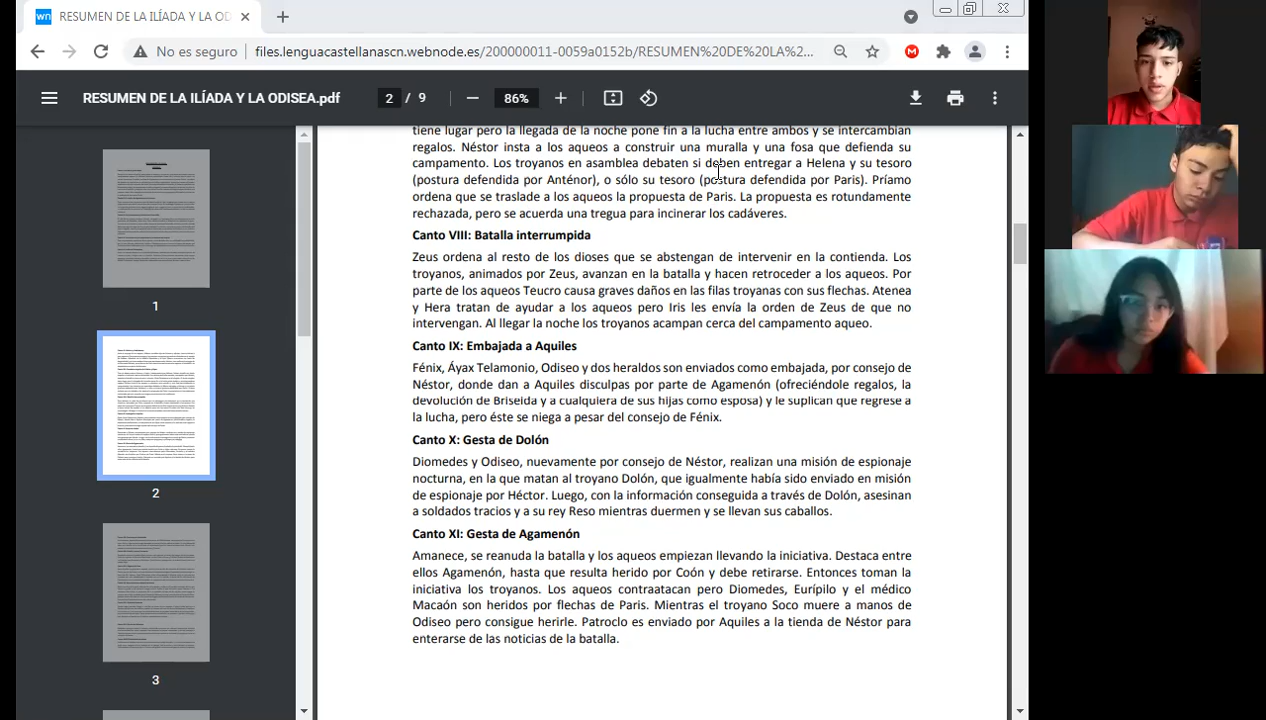 RESUMEN DE LA ILÍADA Y LA OD
No es seguro
files.lenguacastellanascn.webnode.es/200000011-0059a0152b/RESUMEN%20DE%20LA%2...
RESUMEN DE LA ILÍADA Y LA ODISEA.pdf
2 / 9
86%
tiene lugar pero la llegada de la noche pone fin a la lucha entre ambos y se intercambian
regalos. Néstor insta a los aqueos a construir una muralla y una fosa que defienda su
campamento. Los troyanos en asamblea debaten si deben entregar a Helena y su tesoro
(postura defendida por Antenor), o sólo su tesoro (postura defendida por Paris). Príamo
ordena que se traslade a los aqueos la propuesta de Paris. La propuesta es rotundamente
rechazada, pero se acuerda una tregua para incinerar los cadáveres.
Canto VIII: Batalla interrumpida
Zeus ordena al resto de los dioses que se abstengan de intervenir en la contienda. Los
troyanos, animados por Zeus, avanzan en la batalla y hacen retroceder a los aqueos. Por
parte de los aqueos Teucro causa graves daños en las filas troyanas con sus flechas. Atenea
y Hera tratan de ayudar a los aqueos pero Iris les envía la orden de Zeus de que no
intervengan. Al llegar la noche los troyanos acampan cerca del campamento aqueo.
Canto IX: Embajada a Aquiles
Fénix, Áyax Telamonio, Odiseo y dos heraldos son enviados como embajada, por consejo de
Néstor, donde dan a Aquiles disculpas por parte de Agamenón (ofreciéndole regalos, la
devolución de Briseida y a cualquiera de sus hijas como esposa) y le suplican que regrese a
la lucha, pero éste se niega a pesar del consejo de Fénix.
Canto X: Gesta de Dolón
Diomedes y Odiseo, nuevamente por consejo de Néstor, realizan una misión de espionaje
nocturna, en la que matan al troyano Dolón, que igualmente había sido enviado en misión
de espionaje por Héctor. Luego, con la información conseguida a través de Dolón, asesinan
a soldados tracios y a su rey Reso mientras duermen y se llevan sus caballos.
Canto XI: Gesta de Agamenón
Amanece, se reanuda la batalla y los aqueos empiezan llevando la iniciativa. Destaca entre
ellos Agamenón, hasta que resulta herido por Coón y debe retirarse. Entonces toman la
iniciativa los troyanos. Los aqueos contraatacan pero Diomedes, Eurípilo y el médico
Macaón son heridos por flechas de Paris. Mientras el troyano Soco muere a manos de
Odiseo pero consigue herirle. Patroclo es enviado por Aquiles a la tienda de Néstor para
enterarse de las noticias de la batalla.
1
2
3